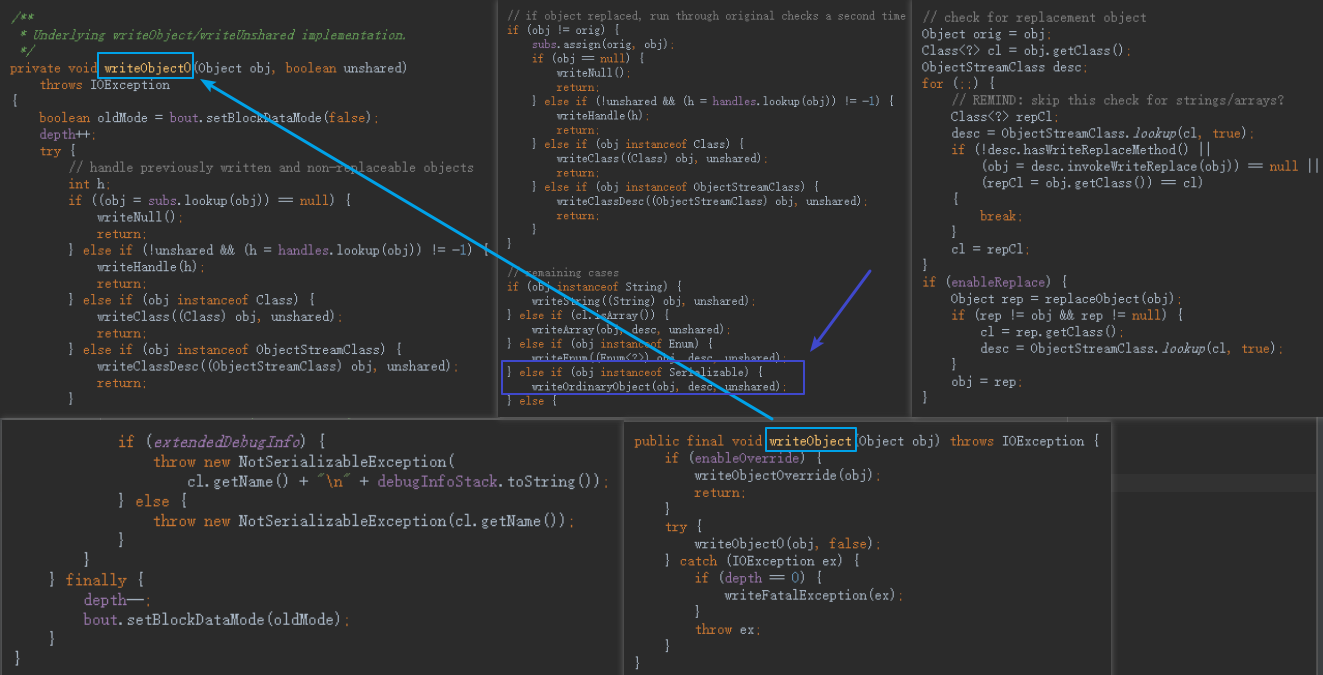 /**
 * Underlying writeObject/writeUnshared implementation.
 */
private void writeObject0(Object obj, boolean unshared)
    throws IOException
{
    boolean oldMode = bout.setBlockDataMode(false);
    depth++;
    try {
        // handle previously written and non-replaceable objects
        int h;
        if ((obj = subs.lookup(obj)) == null) {
            writeNull();
            return;
        } else if (!unshared && (h = handles.lookup(obj)) != -1) {
            writeHandle(h);
            return;
        } else if (obj instanceof Class) {
            writeClass((Class) obj, unshared);
            return;
        } else if (obj instanceof ObjectStreamClass) {
            writeClassDesc((ObjectStreamClass) obj, unshared);
            return;
        }
// if object replaced, run through original checks a second time
if (obj != orig) {
    subs.assign(orig, obj);
    if (obj == null) {
        writeNull();
        return;
    } else if (!unshared && (h = handles.lookup(obj)) != -1) {
        writeHandle(h);
        return;
    } else if (obj instanceof Class) {
        writeClass((Class) obj, unshared);
        return;
    } else if (obj instanceof ObjectStreamClass) {
        writeClassDesc((ObjectStreamClass) obj, unshared);
        return;
    }
}
// remaining cases
if (obj instanceof String) {
    writeString((String) obj, unshared);
} else if (cl.isArray()) {
    writeArray(obj, desc, unshared);
} else if (obj instanceof Enum) {
    writeEnum((Enum<?>) obj, desc, unshared);
} else if (obj instanceof Serializable) {
    writeOrdinaryObject(obj, desc, unshared);
} else {
// check for replacement object
Object orig = obj;
Class<?> cl = obj.getClass();
ObjectStreamClass desc;
for (;;) {
    // REMIND: skip this check for strings/arrays?
    Class<?> repCl;
    desc = ObjectStreamClass.lookup(cl, true);
    if (!desc.hasWriteReplaceMethod() ||
        (obj = desc.invokeWriteReplace(obj)) == null ||
        (repCl = obj.getClass()) == cl)
    {
        break;
    }
    cl = repCl;
}
if (enableReplace) {
    Object rep = replaceObject(obj);
    if (rep != obj && rep != null) {
        cl = rep.getClass();
        desc = ObjectStreamClass.lookup(cl, true);
    }
    obj = rep;
}
            if (extendedDebugInfo) {
                throw new NotSerializableException(
                    cl.getName() + "\n" + debugInfoStack.toString());
            } else {
                throw new NotSerializableException(cl.getName());
            }
        }
    } finally {
        depth--;
        bout.setBlockDataMode(oldMode);
    }
}
public final void writeObject(Object obj) throws IOException {
    if (enableOverride) {
        writeObjectOverride(obj);
        return;
    }
    try {
        writeObject0(obj, false);
    } catch (IOException ex) {
        if (depth == 0) {
            writeFatalException(ex);
        }
        throw ex;
    }
}